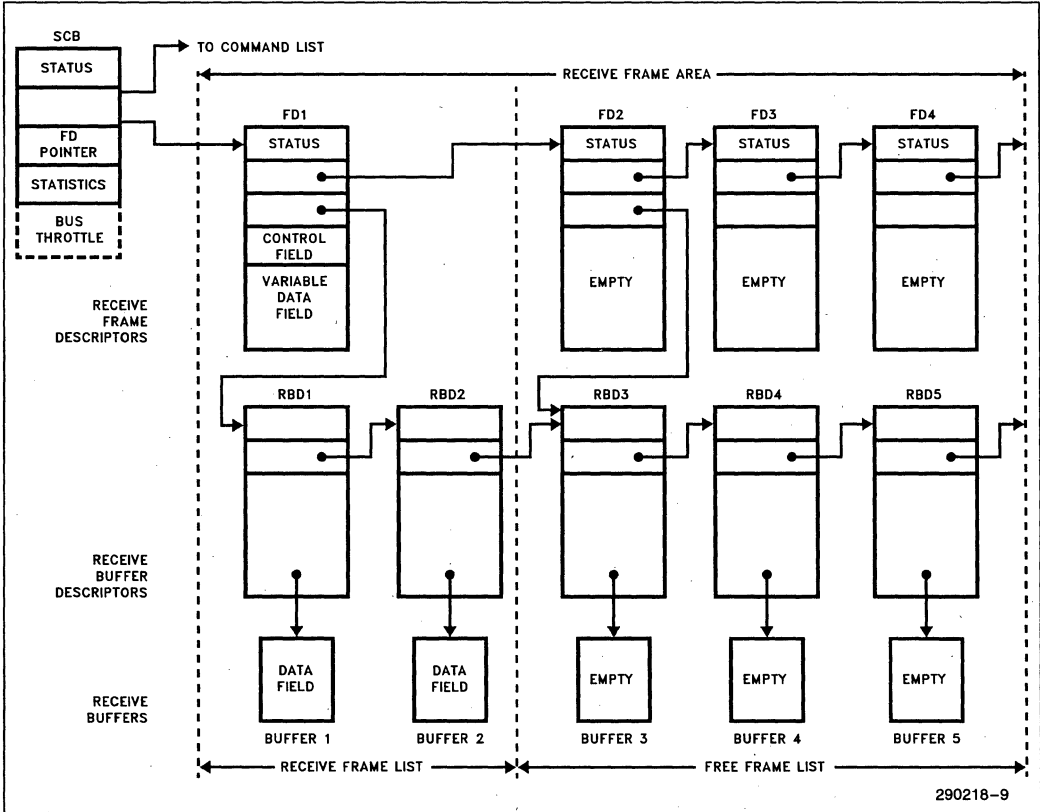 SCB
STATUS
FD
POINTER
STATISTICS
BUS
THROTTLE
TO COMMAND LIST
RECEIVE FRAME AREA
FD1
STATUS
CONTROL
FIELD
VARIABLE
DATA
FIELD
FD2
STATUS
EMPTY
FD3
STATUS
EMPTY
FD4
STATUS
EMPTY
RECEIVE
FRAME
DESCRIPTORS
RBD1
RBD2
RBD3
RBD4
RBD5
RECEIVE
BUFFER
DESCRIPTORS
DATA
FIELD
DATA
FIELD
EMPTY
EMPTY
EMPTY
RECEIVE
BUFFERS
BUFFER 1
BUFFER 2
BUFFER 3
BUFFER 4
BUFFER 5
RECEIVE FRAME LIST
FREE FRAME LIST
290218-9